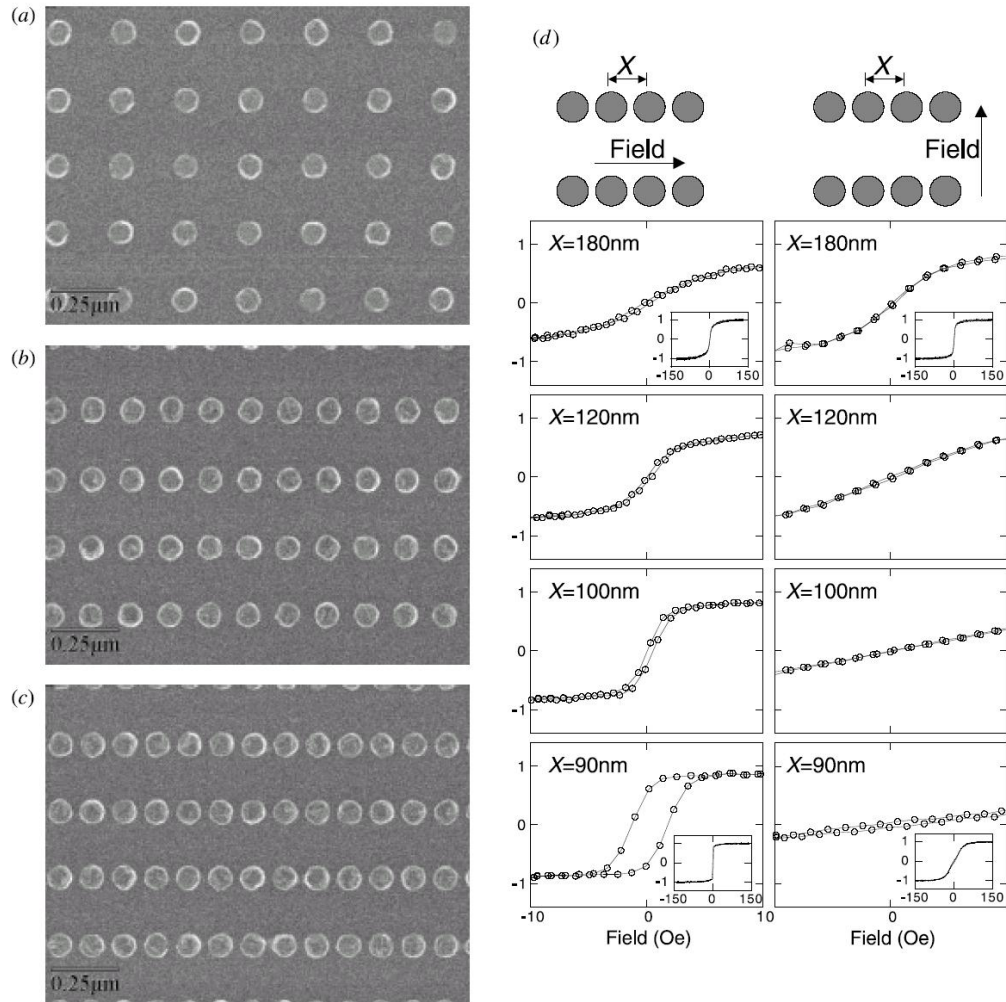 (a)
0.25μm
(b)
0.25μm
(c)
0.25μm
(d)
X X
Field Field
X=180nm X=180nm
1
0
-1
1
0
-1
-150 0 150
1
0
-1
-150 0 150
X=120nm X=120nm
1
0
-1
X=100nm X=100nm
1
0
-1
X=90nm X=90nm
1
0
-1
1
0
-1
-150 0 150
1
0
-1
-150 0 150
-10 0 10 0 10
Field (Oe) Field (Oe)